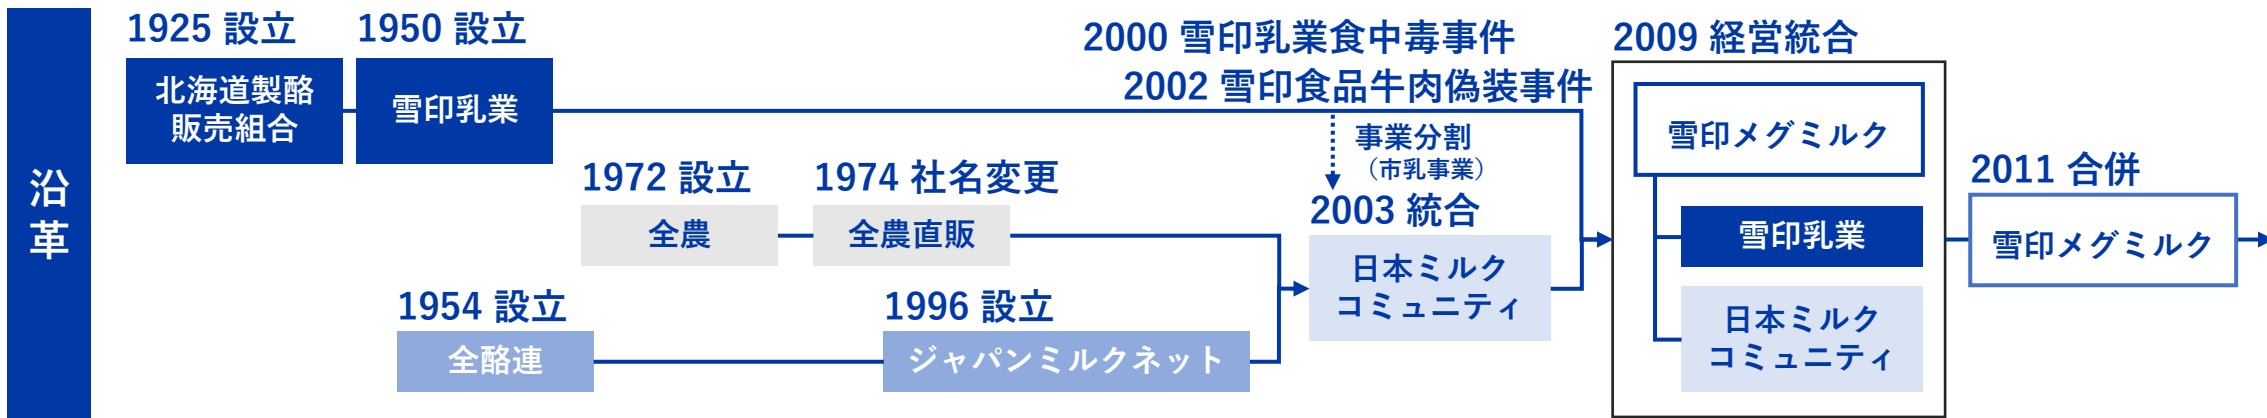 沿革
1925 設立
北海道製酪
販売組合
1950 設立
雪印乳業
2000 雪印乳業食中毒事件
2002 雪印食品牛肉偽装事件
事業分割
（市乳事業）
1972 設立
全農
1974 社名変更
全農直販
1954 設立
全酪連
1996 設立
ジャパンミルクネット
2003 統合
日本ミルク
コミュニティ
2009 経営統合
雪印メグミルク
雪印乳業
日本ミルク
コミュニティ
2011 合併
雪印メグミルク